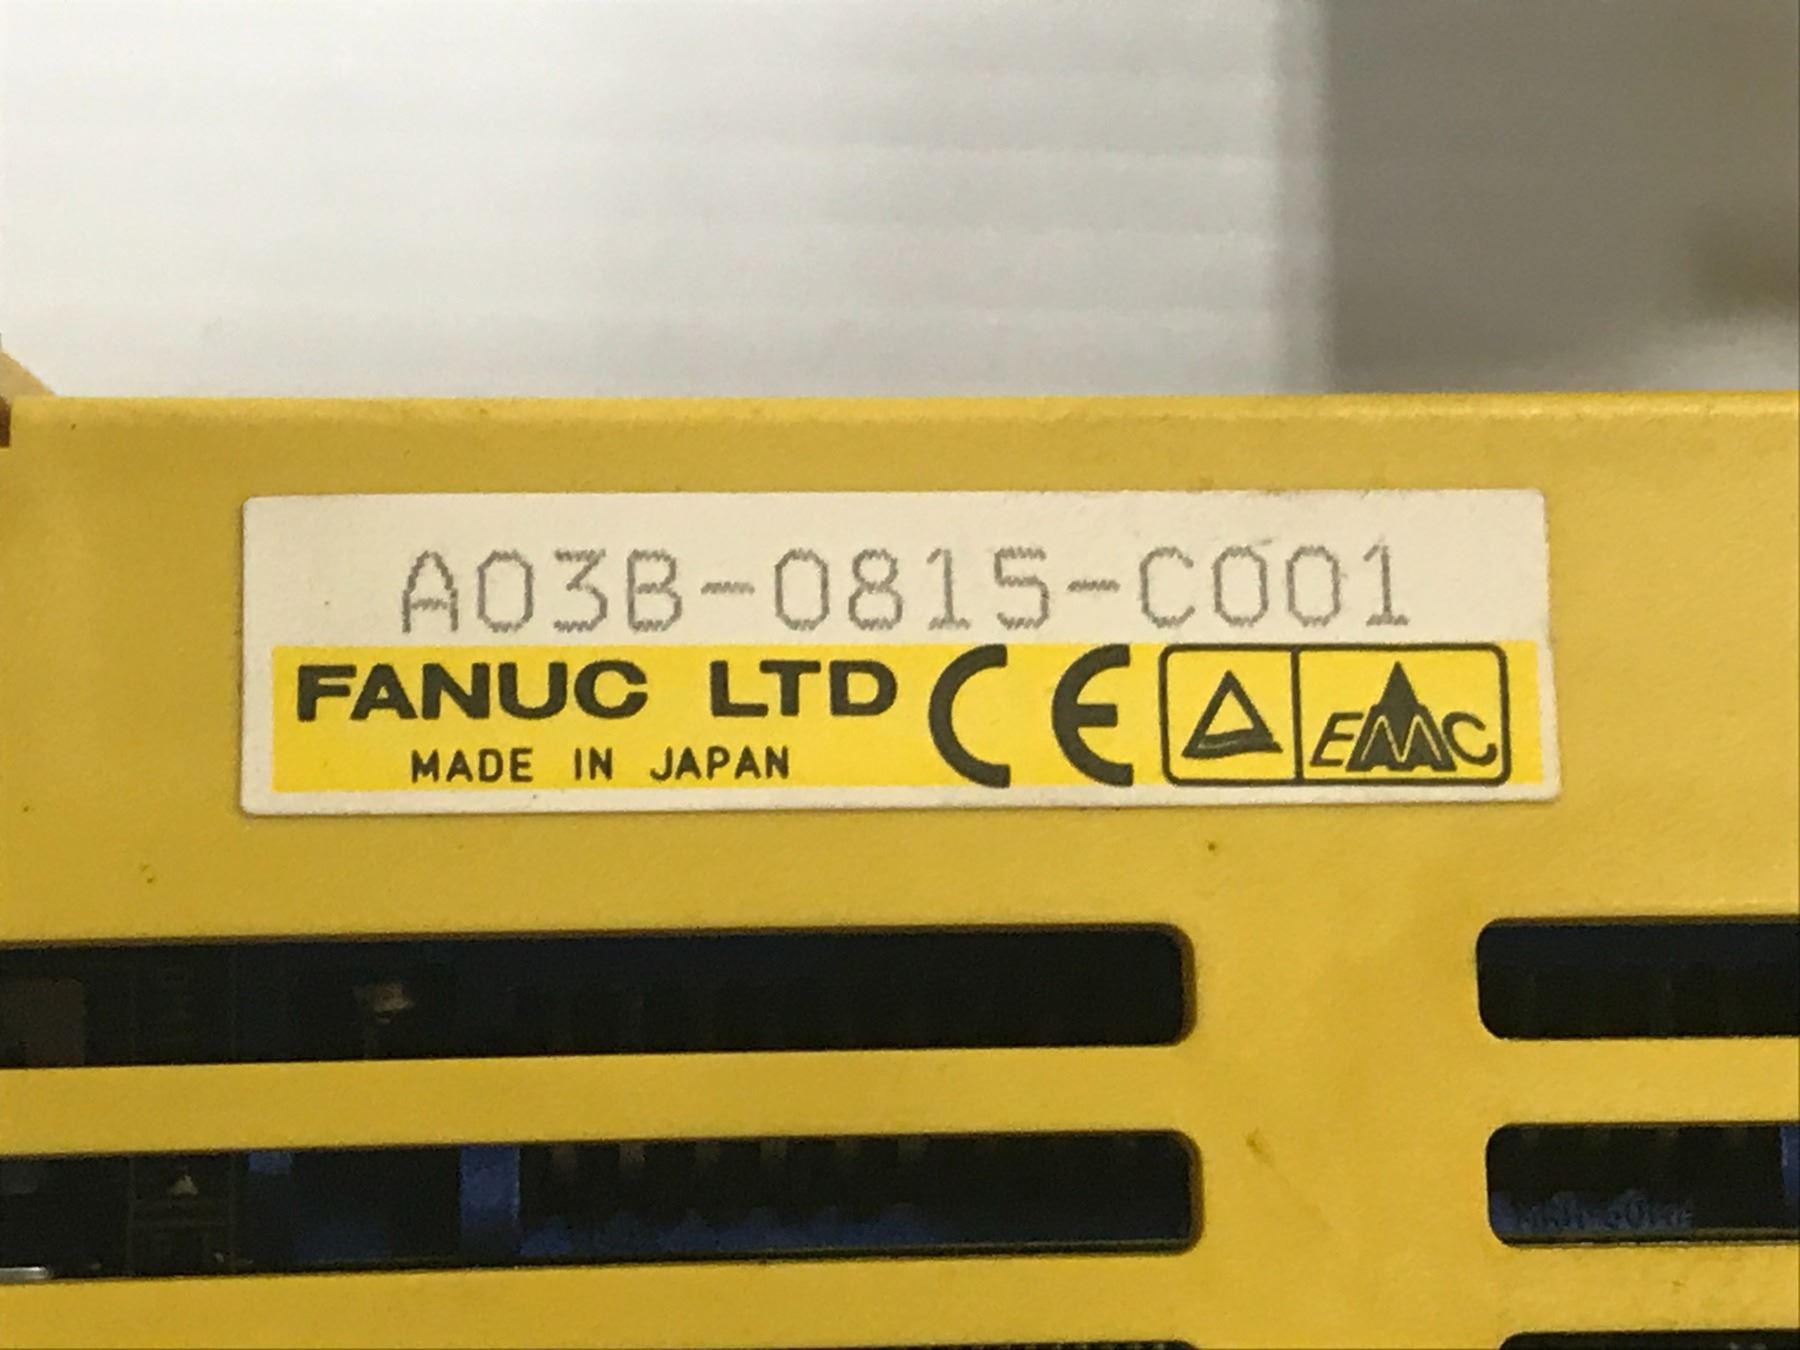 A03B-0815-C001
FANUC LTD CE EMC
MADE IN JAPAN